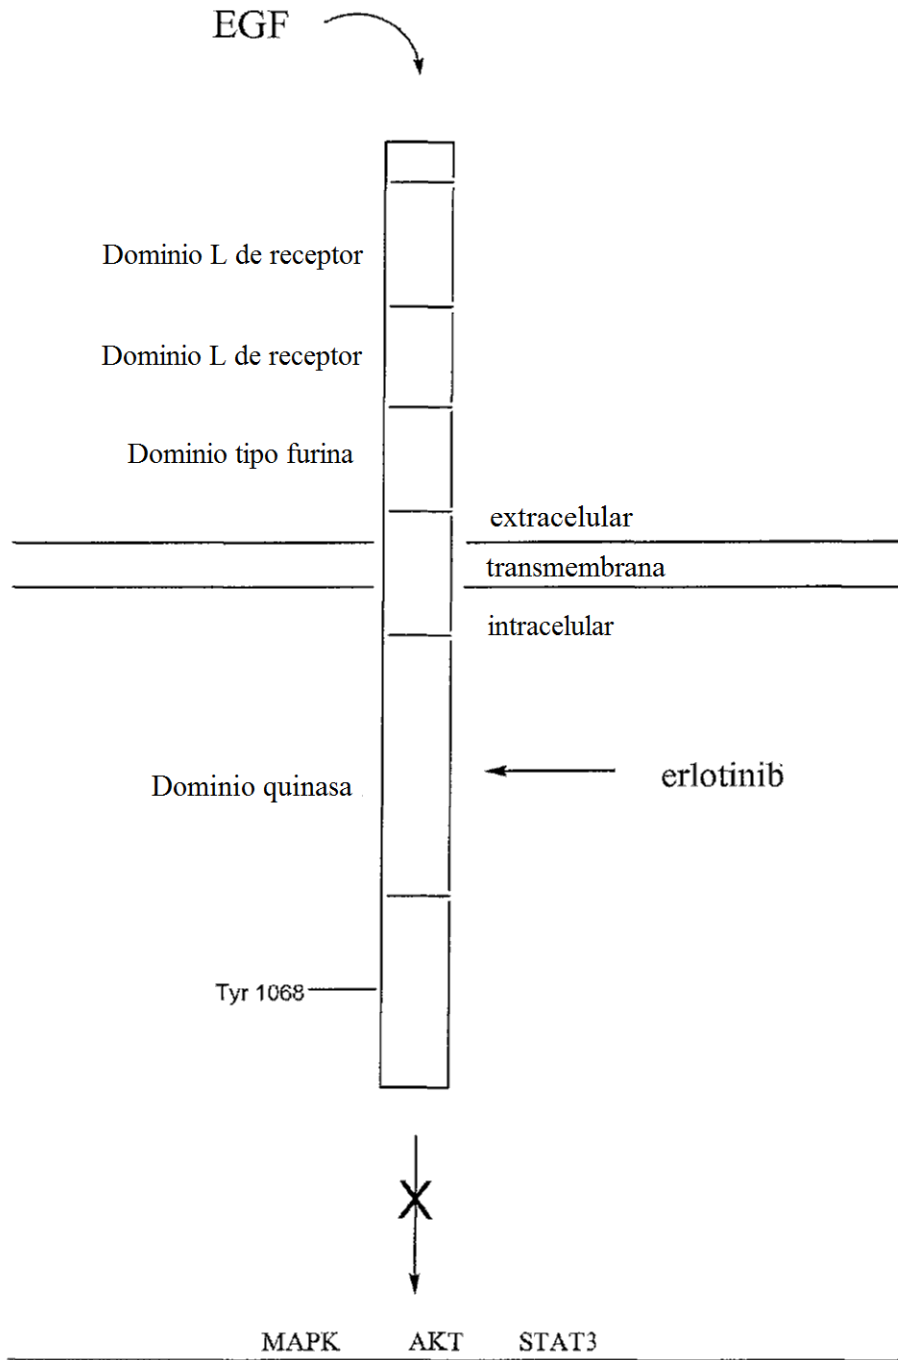 EGF
Dominio L de receptor
Dominio L de receptor
Dominio tipo furina
extracelular
transmembrana
intracelular
erlotinib
Dominio quinasa
Tyr 1068
X
MAPK AKT STAT3